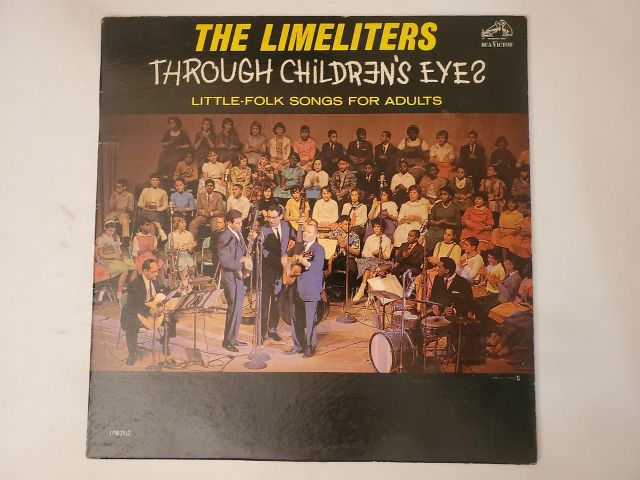 THE LIMELITERS
RCA VICTOR
THROUGH CHILDREN'S EYES
LITTLE-FOLK SONGS FOR ADULTS
LPM-2512